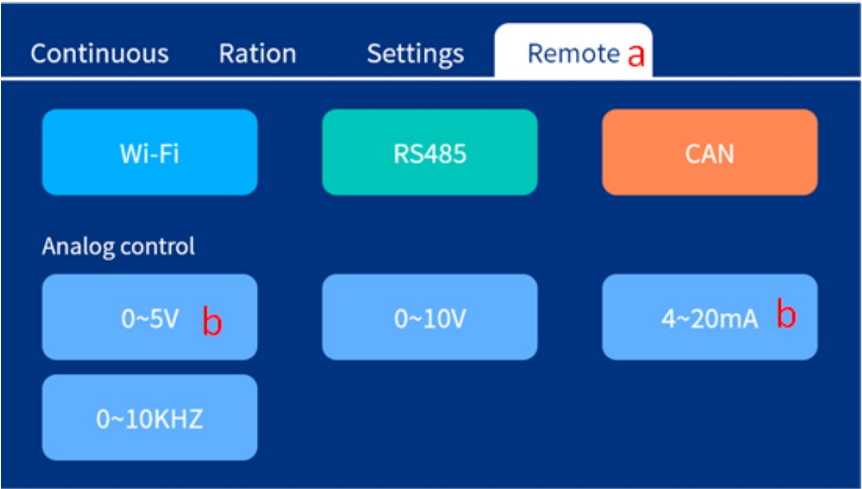 Continuous Ration Settings Remote a
Wi-Fi RS485 CAN
Analog control
0~5V b 0~10V 4~20mA b
0~10KHZ